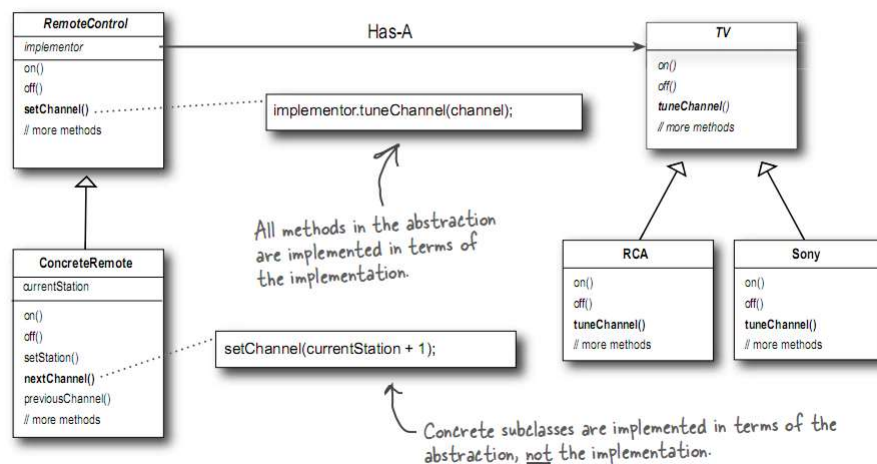 RemoteControl
implementor
on()
off()
setChannel()
// more methods
Has-A
TV
on()
off()
tuneChannel()
// more methods
implementor.tuneChannel(channel);
All methods in the abstraction
are implemented in terms of
the implementation.
ConcreteRemote
currentStation
on()
off()
setStation()
nextChannel()
previousChannel()
// more methods
setChannel(currentStation + 1);
RCA
on()
off()
tuneChannel()
// more methods
Sony
on()
off()
tuneChannel()
// more methods
Concrete subclasses are implemented in terms of the
abstraction, not the implementation.